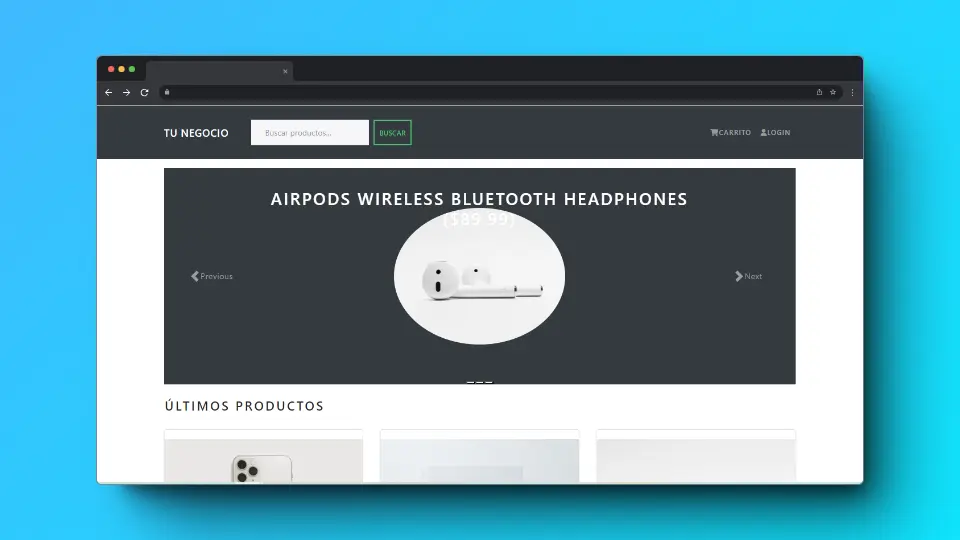 TU NEGOCIO
Buscar productos...
BUSCAR
CARRITO
LOGIN
AIRPODS WIRELESS BLUETOOTH HEADPHONES
($89.99)
Previous
Next
ÚLTIMOS PRODUCTOS